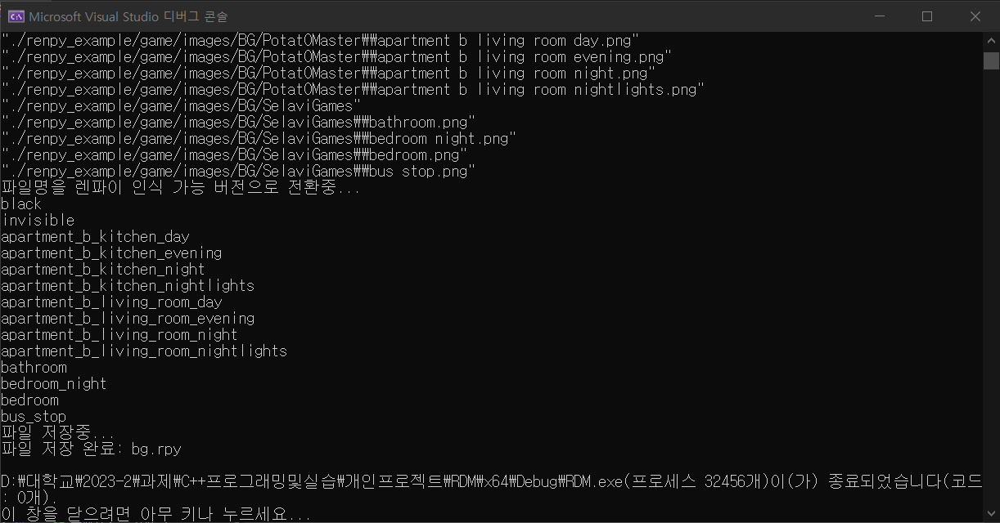 Microsoft Visual Studio 디버그 콘솔
"./renpy_example/game/images/BG/PotatOMaster₩₩apartment b living room day.png"
"./renpy_example/game/images/BG/PotatOMaster₩₩apartment b living room evening.png"
"./renpy_example/game/images/BG/PotatOMaster₩₩apartment b living room night.png"
"./renpy_example/game/images/BG/PotatOMaster₩₩apartment b living room nightlights.png"
"./renpy_example/game/images/BG/SelaviGames"
"./renpy_example/game/images/BG/SelaviGames₩₩bathroom.png"
"./renpy_example/game/images/BG/SelaviGames₩₩bedroom night.png"
"./renpy_example/game/images/BG/SelaviGames₩₩bedroom.png"
"./renpy_example/game/images/BG/SelaviGames₩₩bus stop.png"
파일명을 렌파이 인식 가능 버전으로 전환중...
black
invisible
apartment_b_kitchen_day
apartment_b_kitchen_evening
apartment_b_kitchen_night
apartment_b_kitchen_nightlights
apartment_b_living_room_day
apartment_b_living_room_evening
apartment_b_living_room_night
apartment_b_living_room_nightlights
bathroom
bedroom_night
bedroom
bus_stop
파일 저장중...
파일 저장 완료: bg.rpy
D:₩대학교₩2023-2₩과제₩C++프로그래밍및실습₩개인프로젝트₩RDM₩x64₩Debug₩RDM.exe(프로세스 32456개)이(가) 종료되었습니다(코드
: 0개).
이 창을 닫으려면 아무 키나 누르세요...